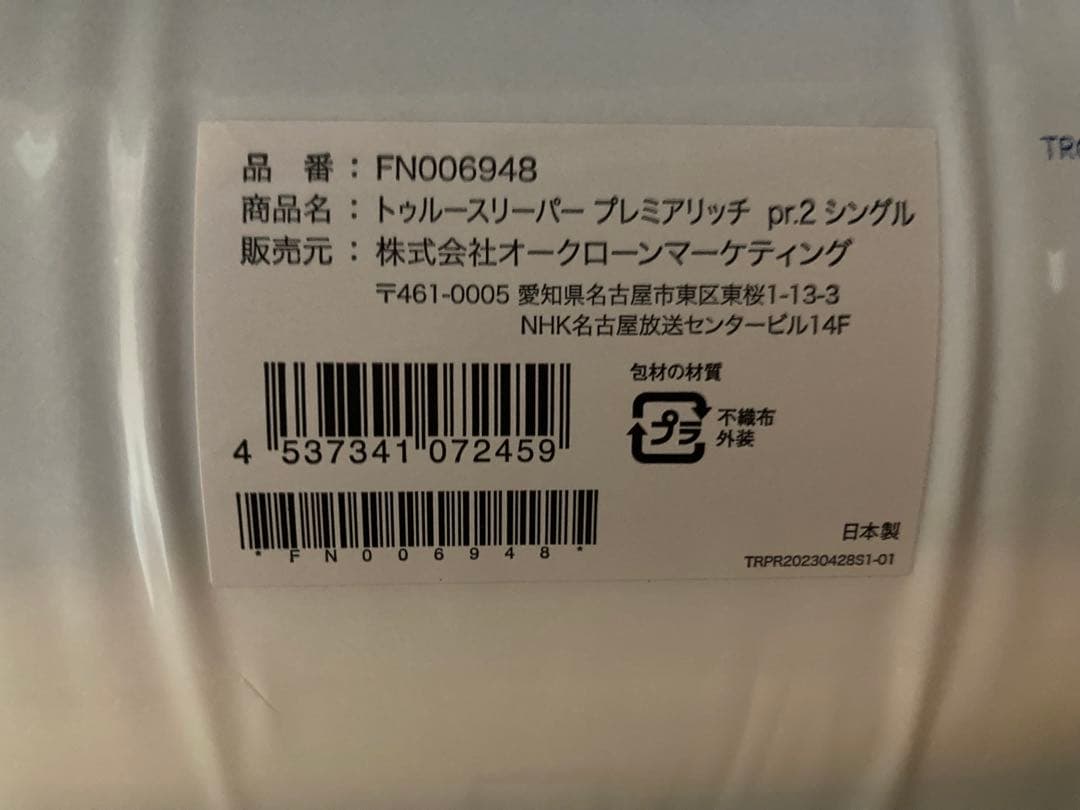 品 番：FN006948
商品名：トゥルースリーパー プレミアリッチ pr.2 シングル
販売元：株式会社オークローンマーケティング
〒461-0005 愛知県名古屋市東区東桜1-13-3
NHK名古屋放送センタービル14F
包材の材質
プラ
不織布
外装
4 537341 072459
*FN006948*
日本製
TRPR20230428S1-01